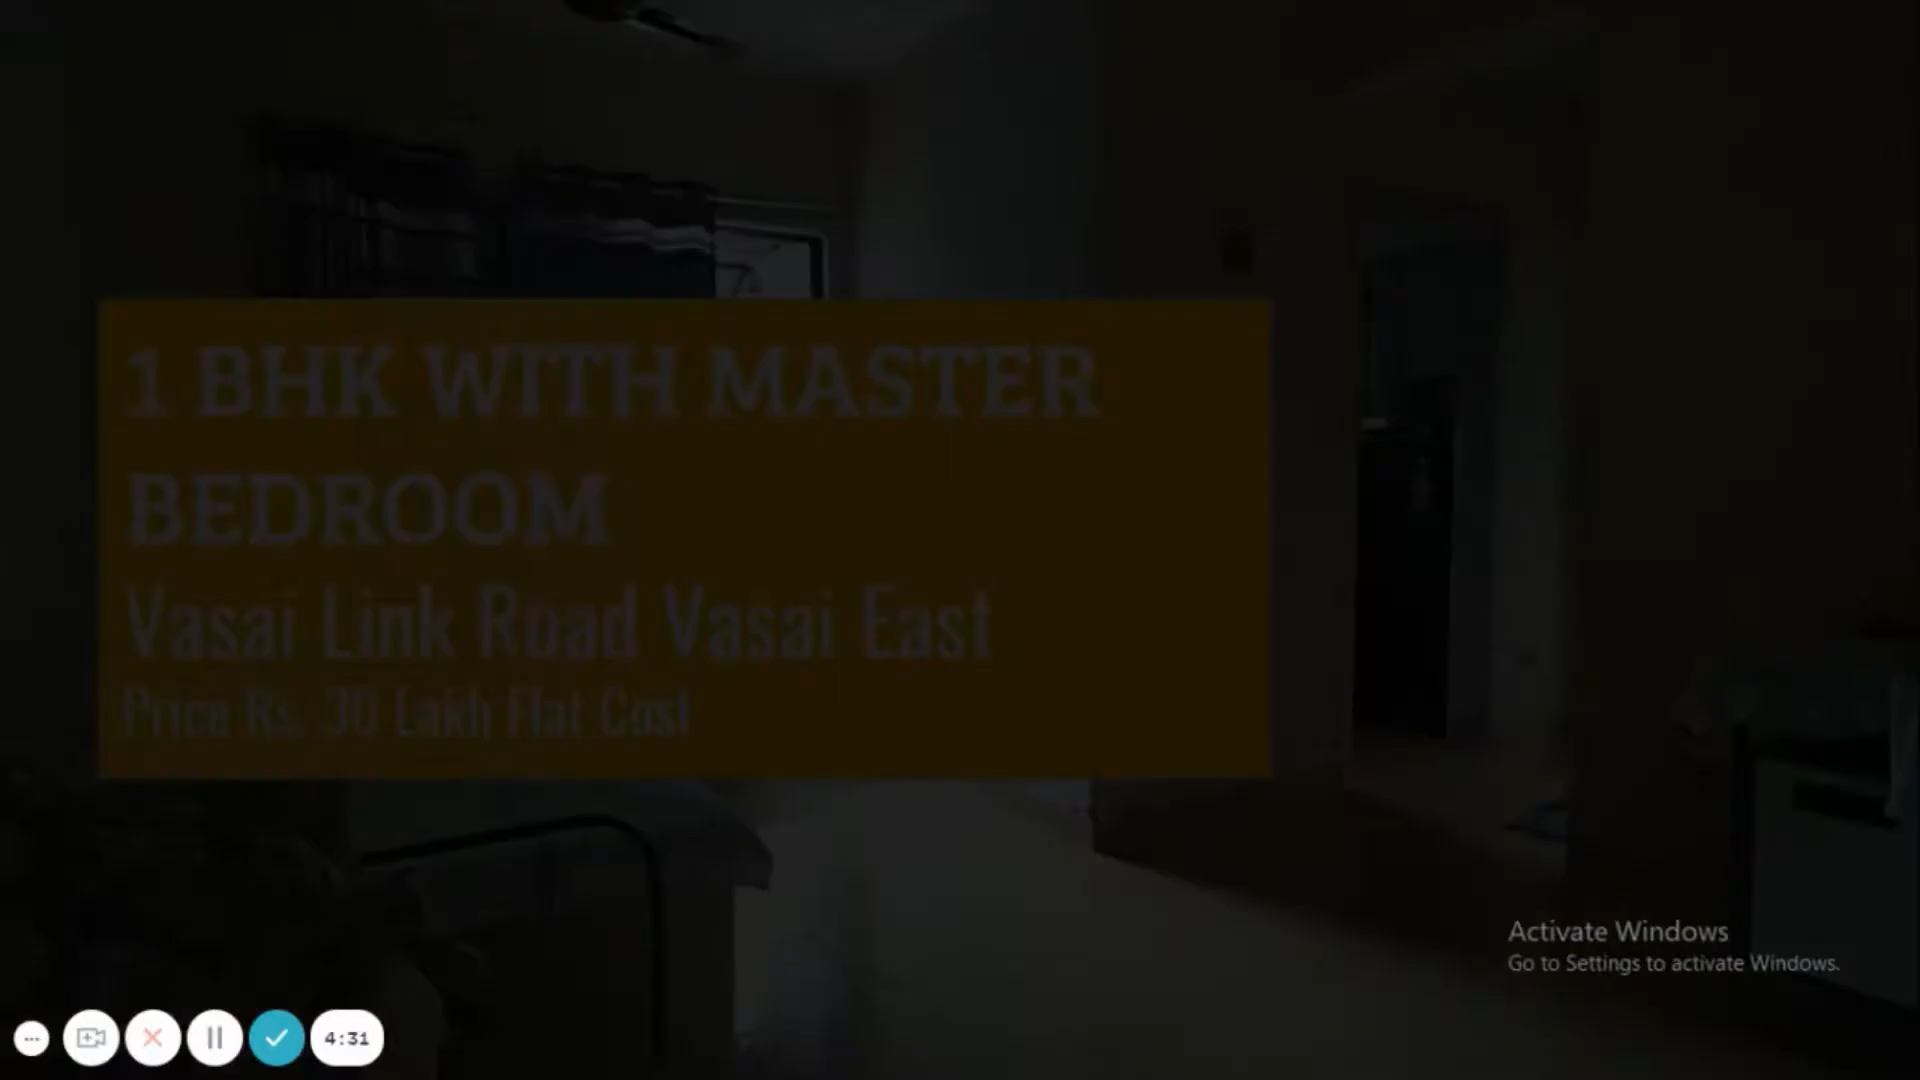 1 BHK WITH MASTER
BEDROOM
Vasai Link Road Vasai East
Price Rs. 30 Lakh Flat Cost
Activate Windows
Go to Settings to activate Windows.
4:31